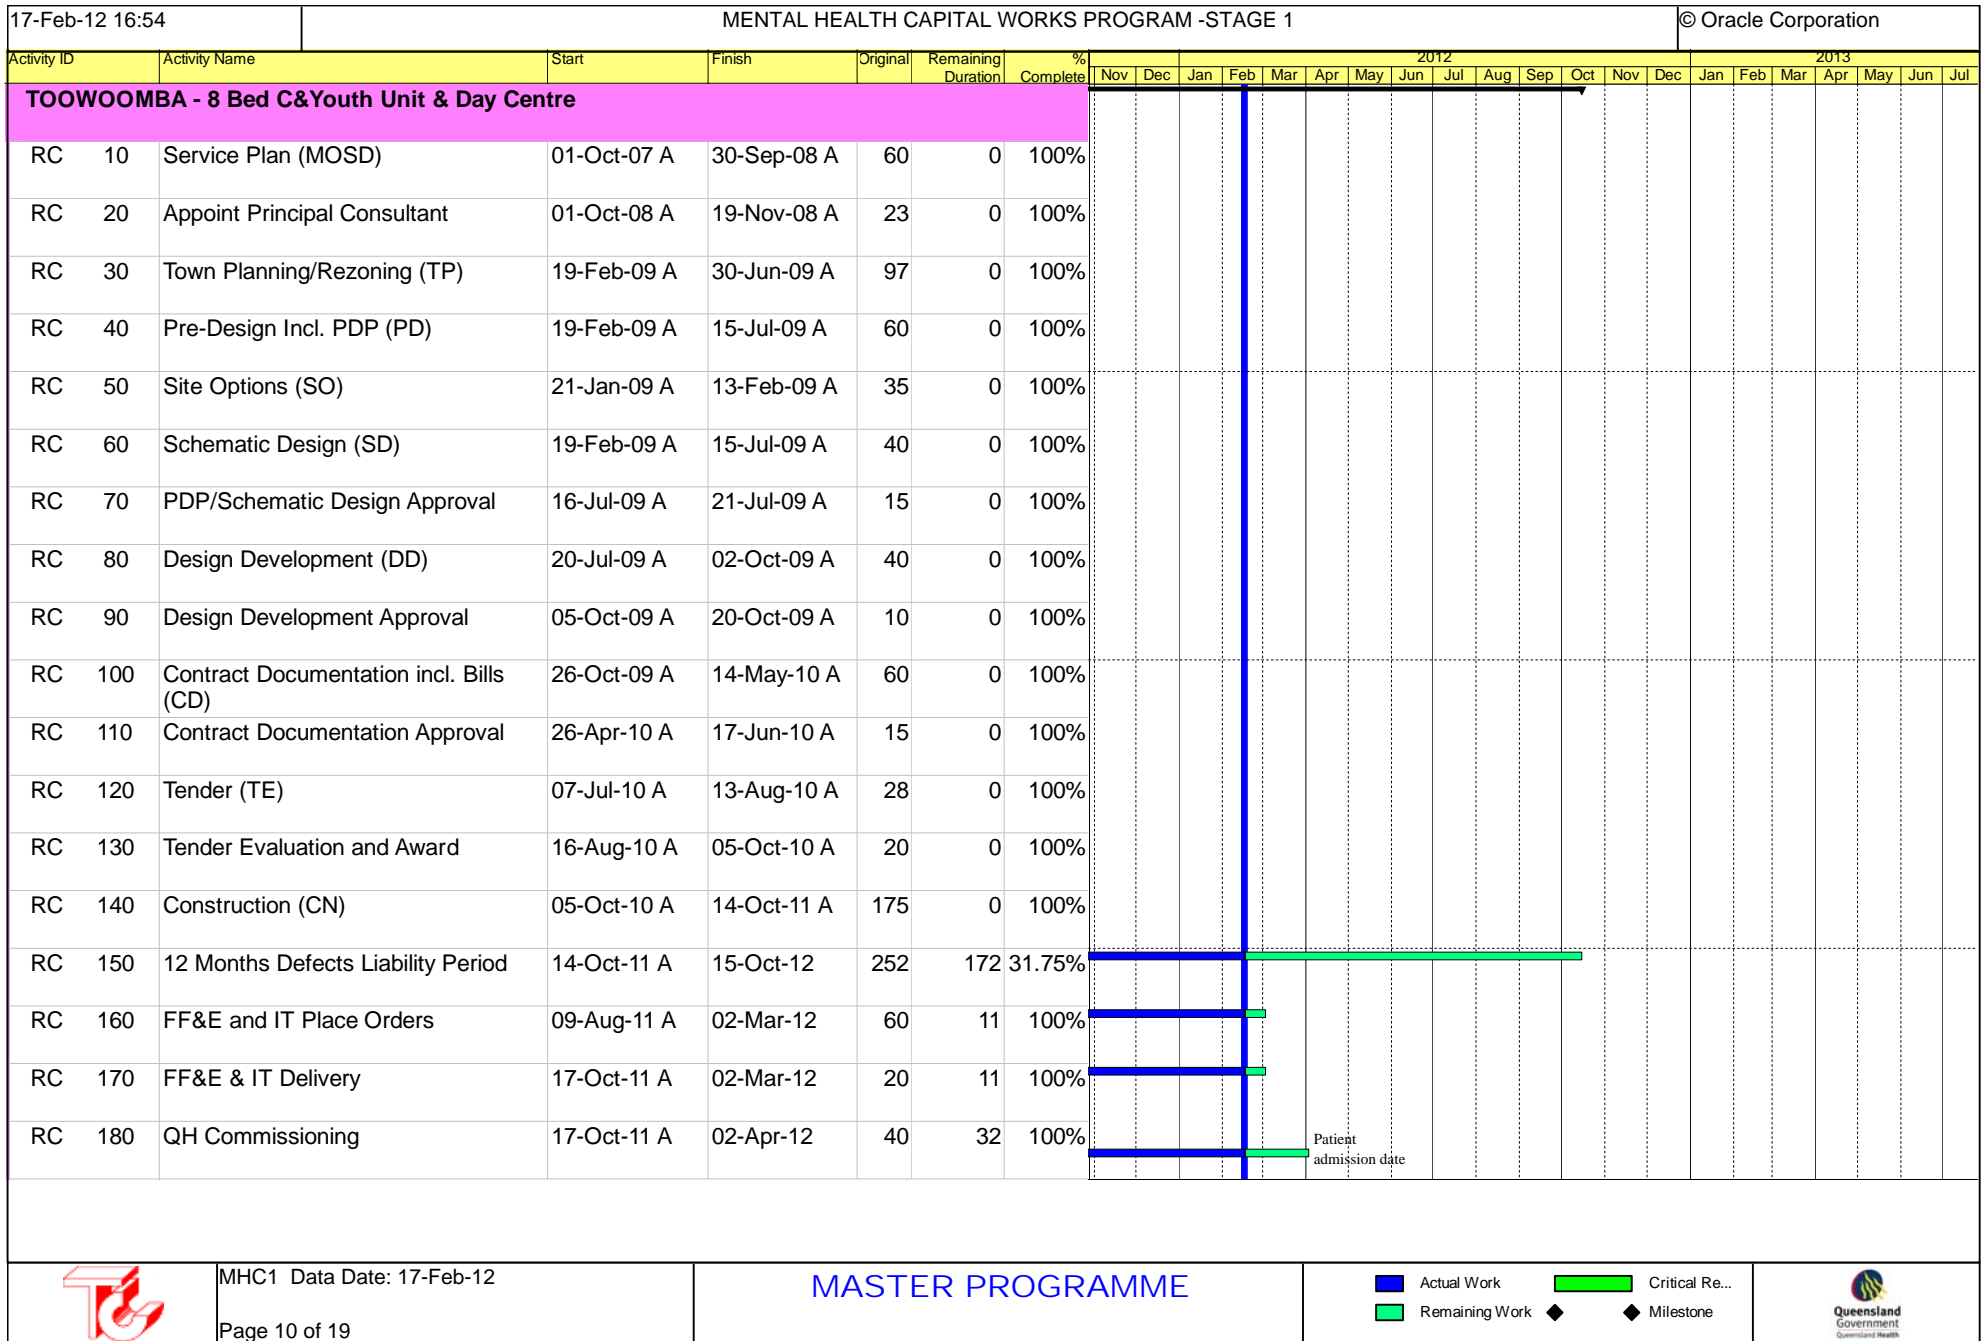 17-Feb-12 16:54 MENTAL HEALTH CAPITAL WORKS PROGRAM -STAGE 1 © Oracle Corporation
Activity ID Activity Name Start Finish Original Remaining Duration % Complete
2012 2013
Nov Dec Jan Feb Mar Apr May Jun Jul Aug Sep Oct Nov Dec Jan Feb Mar Apr May Jun Jul
TOOWOOMBA - 8 Bed C&Youth Unit & Day Centre
RC 10 Service Plan (MOSD) 01-Oct-07 A 30-Sep-08 A 60 0 100%
RC 20 Appoint Principal Consultant 01-Oct-08 A 19-Nov-08 A 23 0 100%
RC 30 Town Planning/Rezoning (TP) 19-Feb-09 A 30-Jun-09 A 97 0 100%
RC 40 Pre-Design Incl. PDP (PD) 19-Feb-09 A 15-Jul-09 A 60 0 100%
RC 50 Site Options (SO) 21-Jan-09 A 13-Feb-09 A 35 0 100%
RC 60 Schematic Design (SD) 19-Feb-09 A 15-Jul-09 A 40 0 100%
RC 70 PDP/Schematic Design Approval 16-Jul-09 A 21-Jul-09 A 15 0 100%
RC 80 Design Development (DD) 20-Jul-09 A 02-Oct-09 A 40 0 100%
RC 90 Design Development Approval 05-Oct-09 A 20-Oct-09 A 10 0 100%
RC 100 Contract Documentation incl. Bills 26-Oct-09 A 14-May-10 A 60 0 100%
(CD)
RC 110 Contract Documentation Approval 26-Apr-10 A 17-Jun-10 A 15 0 100%
RC 120 Tender (TE) 07-Jul-10 A 13-Aug-10 A 28 0 100%
RC 130 Tender Evaluation and Award 16-Aug-10 A 05-Oct-10 A 20 0 100%
RC 140 Construction (CN) 05-Oct-10 A 14-Oct-11 A 175 0 100%
RC 150 12 Months Defects Liability Period 14-Oct-11 A 15-Oct-12 252 172 31.75%
RC 160 FF&E and IT Place Orders 09-Aug-11 A 02-Mar-12 60 11 100%
RC 170 FF&E & IT Delivery 17-Oct-11 A 02-Mar-12 20 11 100%
RC 180 QH Commissioning 17-Oct-11 A 02-Apr-12 40 32 100%
Patient
admission date
MHC1 Data Date: 17-Feb-12
Page 10 of 19
MASTER PROGRAMME
Actual Work Critical Re...
Remaining Work Milestone
Queensland
Government
Queensland Health